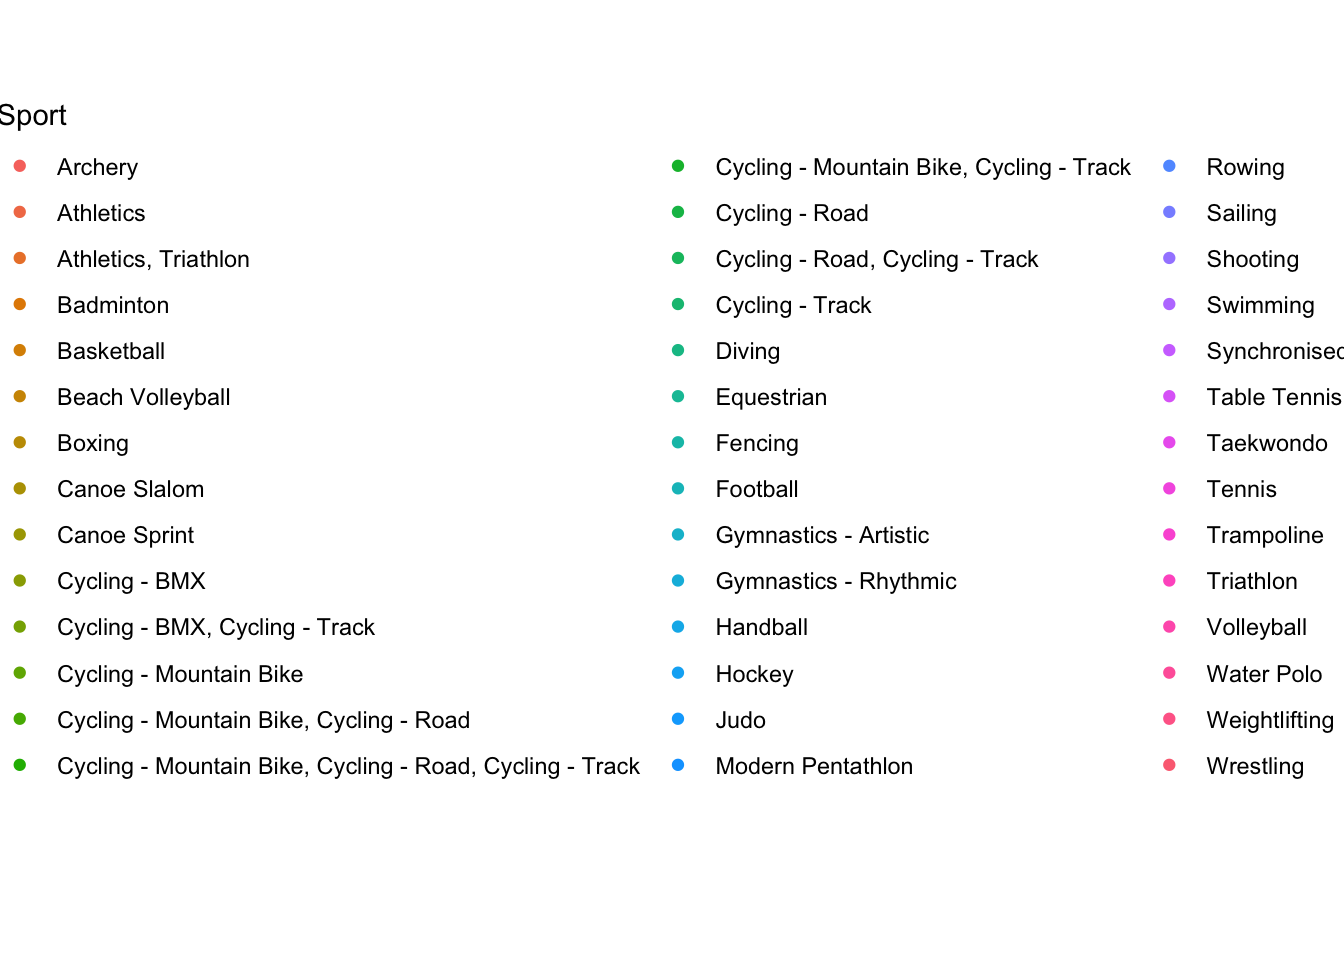 Sport
Archery
Athletics
Athletics, Triathlon
Badminton
Basketball
Beach Volleyball
Boxing
Canoe Slalom
Canoe Sprint
Cycling - BMX
Cycling - BMX, Cycling - Track
Cycling - Mountain Bike
Cycling - Mountain Bike, Cycling - Road
Cycling - Mountain Bike, Cycling - Road, Cycling - Track
Cycling - Mountain Bike, Cycling - Track
Cycling - Road
Cycling - Road, Cycling - Track
Cycling - Track
Diving
Equestrian
Fencing
Football
Gymnastics - Artistic
Gymnastics - Rhythmic
Handball
Hockey
Judo
Modern Pentathlon
Rowing
Sailing
Shooting
Swimming
Synchronised
Table Tennis
Taekwondo
Tennis
Trampoline
Triathlon
Volleyball
Water Polo
Weightlifting
Wrestling